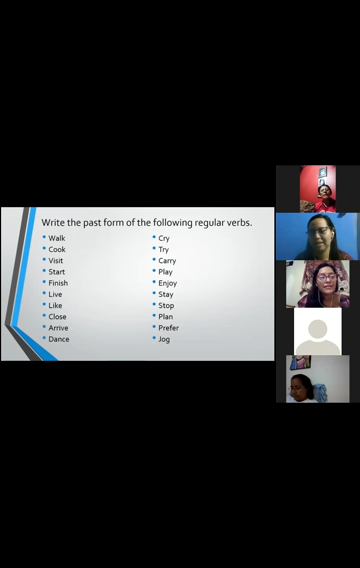 Write the past form of the following regular verbs.
• Walk
• Cook
• Visit
• Start
• Finish
• Live
• Like
• Close
• Arrive
• Dance
• Cry
• Try
• Carry
• Play
• Enjoy
• Stay
• Stop
• Plan
• Prefer
• Jog